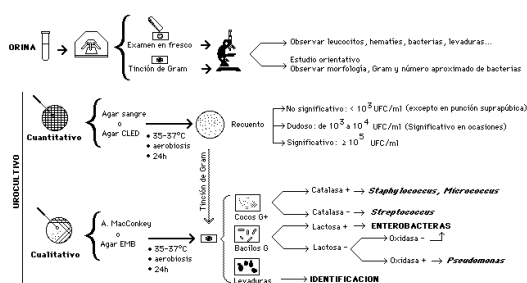 ORINA
Examen en fresco
Tinción de Gram
Observar leucocitos, hematíes, bacterias, levaduras...
Estudio orientativo
Observar morfología, Gram y número aproximado de bacterias
UROCULTIVO
Cuantitativo
Agar sangre
o
Agar CLED
♦ 35-37ºC
♦ aerobiosis
♦ 24h
Recuento
No significativo: < 10³ UFC/ml (excepto en punción suprapúbica)
Dudoso: de 10³ a 10⁴ UFC/ml (Significativo en ocasiones)
Significativo: ≥ 10⁵ UFC/ml
Tinción de Gram
Cualitativo
A. MacConkey
o
Agar EMB
♦ 35-37ºC
♦ aerobiosis
♦ 24h
Cocos G+
Catalasa + → Staphylococcus, Micrococcus
Catalasa - → Streptococcus
Bacilos G
Lactosa + → ENTEROBACTERAS
Lactosa -
Oxidasa -
Oxidasa + → Pseudomonas
Levaduras
IDENTIFICACION